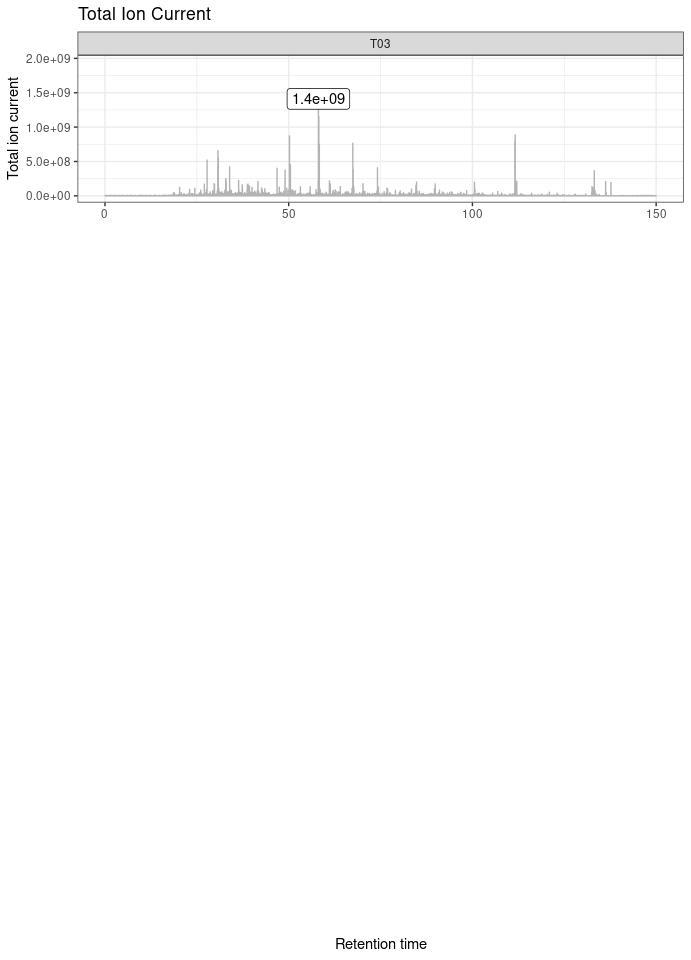 Total Ion Current
T03
Total ion current
2.0e+09
1.5e+09
1.0e+09
5.0e+08
0.0e+00
1.4e+09
0 50 100 150
Retention time